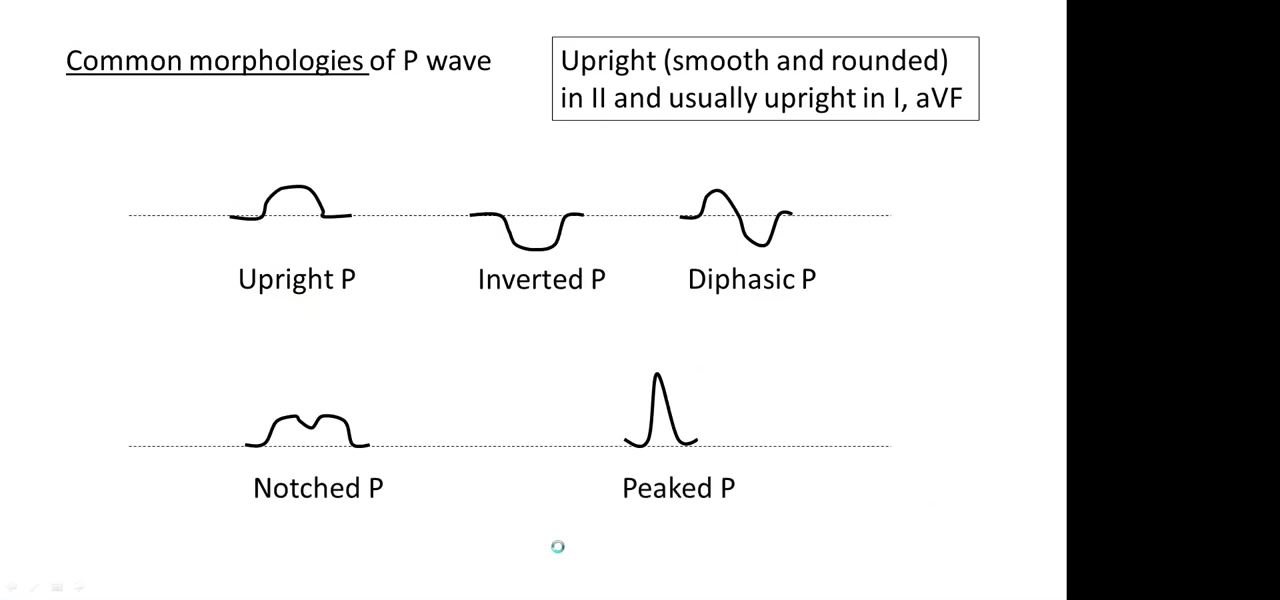 Common morphologies of P wave
Upright (smooth and rounded)
in II and usually upright in I, aVF
Upright P
Inverted P
Diphasic P
Notched P
Peaked P